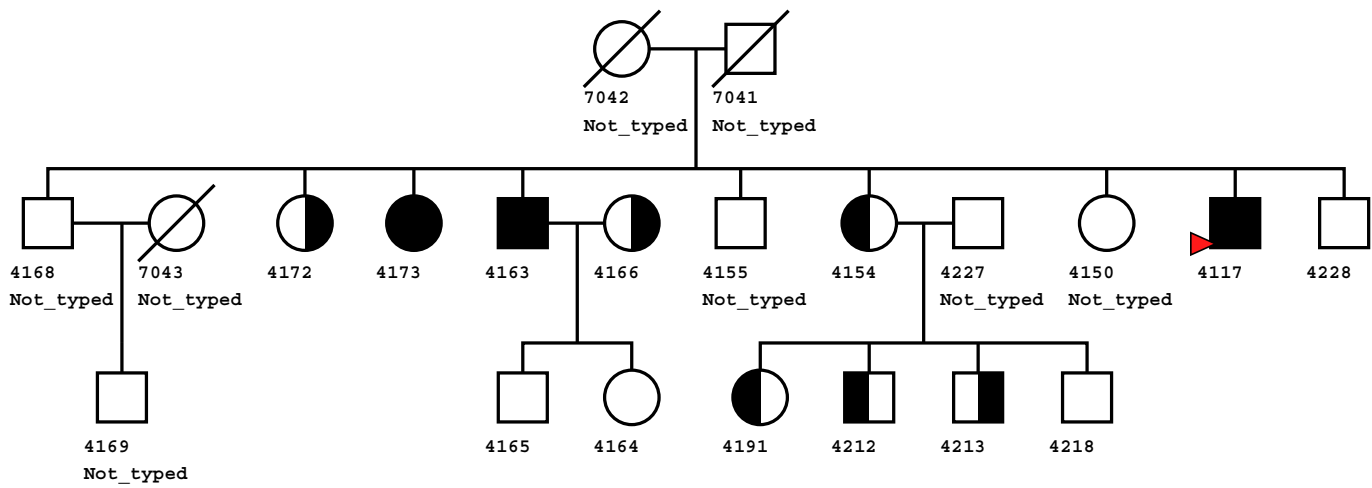 7042 7041
Not_typed Not_typed
4168 7043 4172 4173 4163 4166 4155 4154 4227 4150 4117 4228
Not_typed Not_typed Not_typed Not_typed Not_typed
4169 4165 4164 4191 4212 4213 4218
Not_typed